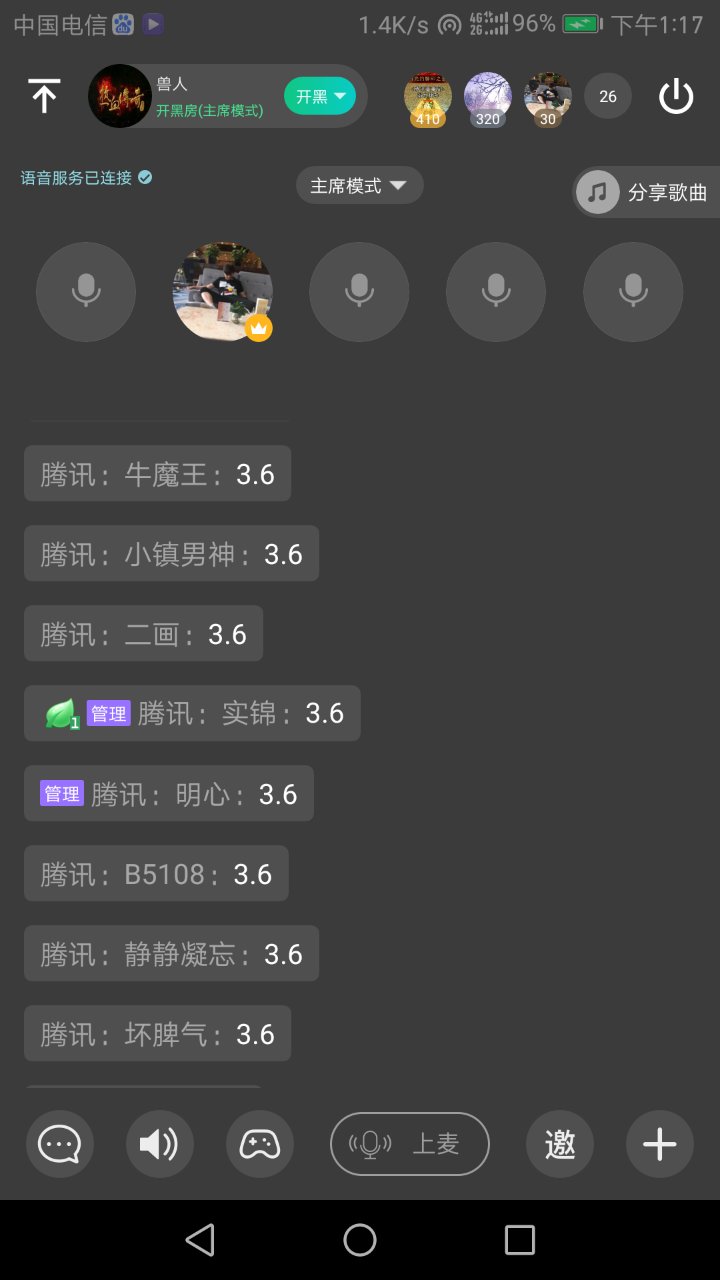 中国电信 1.4K/s 4G 2G 96% 下午1:17
兽人
开黑房(主席模式)
开黑
410 320 30 26
语音服务已连接
主席模式
分享歌曲
腾讯：牛魔王：3.6
腾讯：小镇男神：3.6
腾讯：二画：3.6
1 管理 腾讯：实锦：3.6
管理 腾讯：明心：3.6
腾讯：B5108：3.6
腾讯：静静凝忘：3.6
腾讯：坏脾气：3.6
上麦 邀